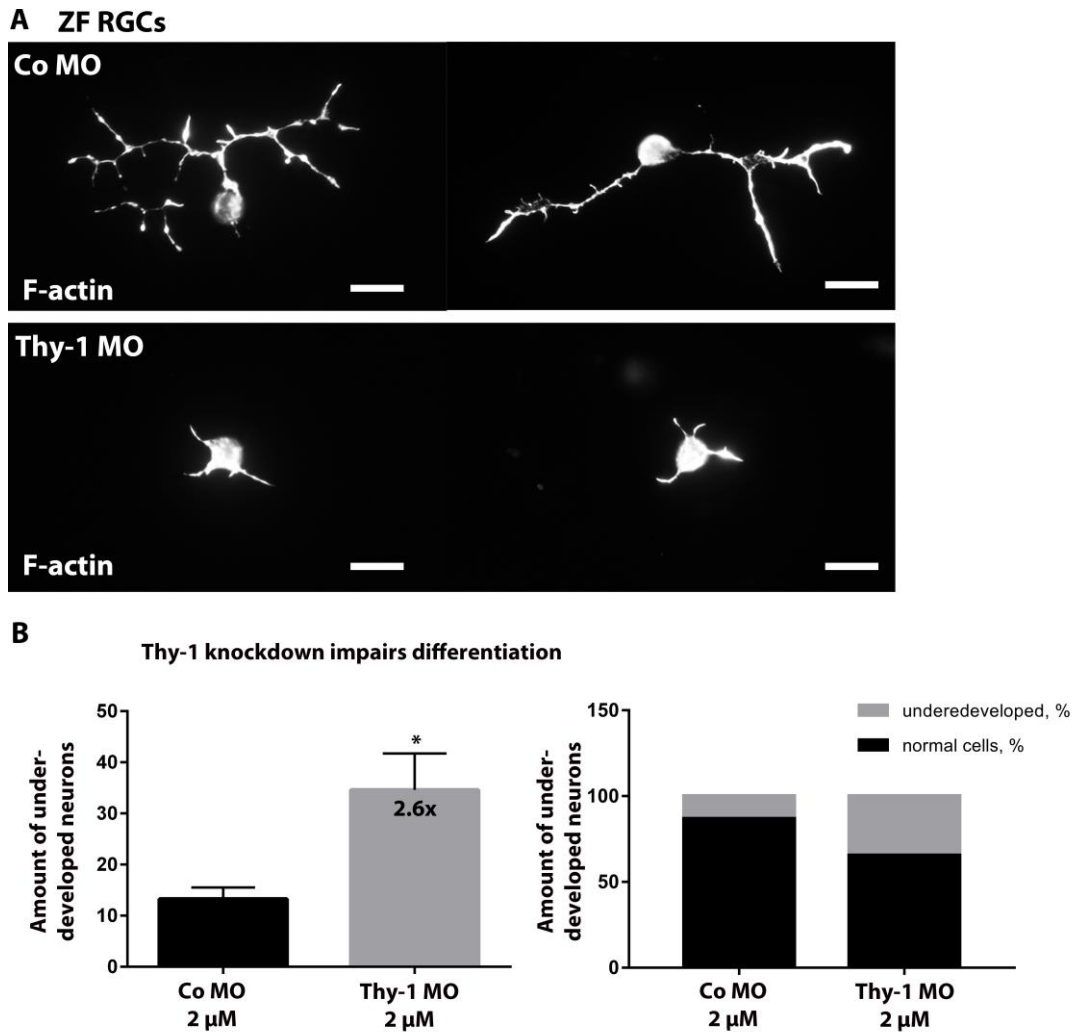 A ZF RGCs
Co MO
F-actin
Thy-1 MO
F-actin
B
Thy-1 knockdown impairs differentiation
Amount of under-
developed neurons
50
40
30
20
10
0
*
2.6x
Co MO
2 µM
Thy-1 MO
2 µM
Amount of under-
developed neurons
150
100
50
0
underedeveloped, %
normal cells, %
Co MO
2 µM
Thy-1 MO
2 µM